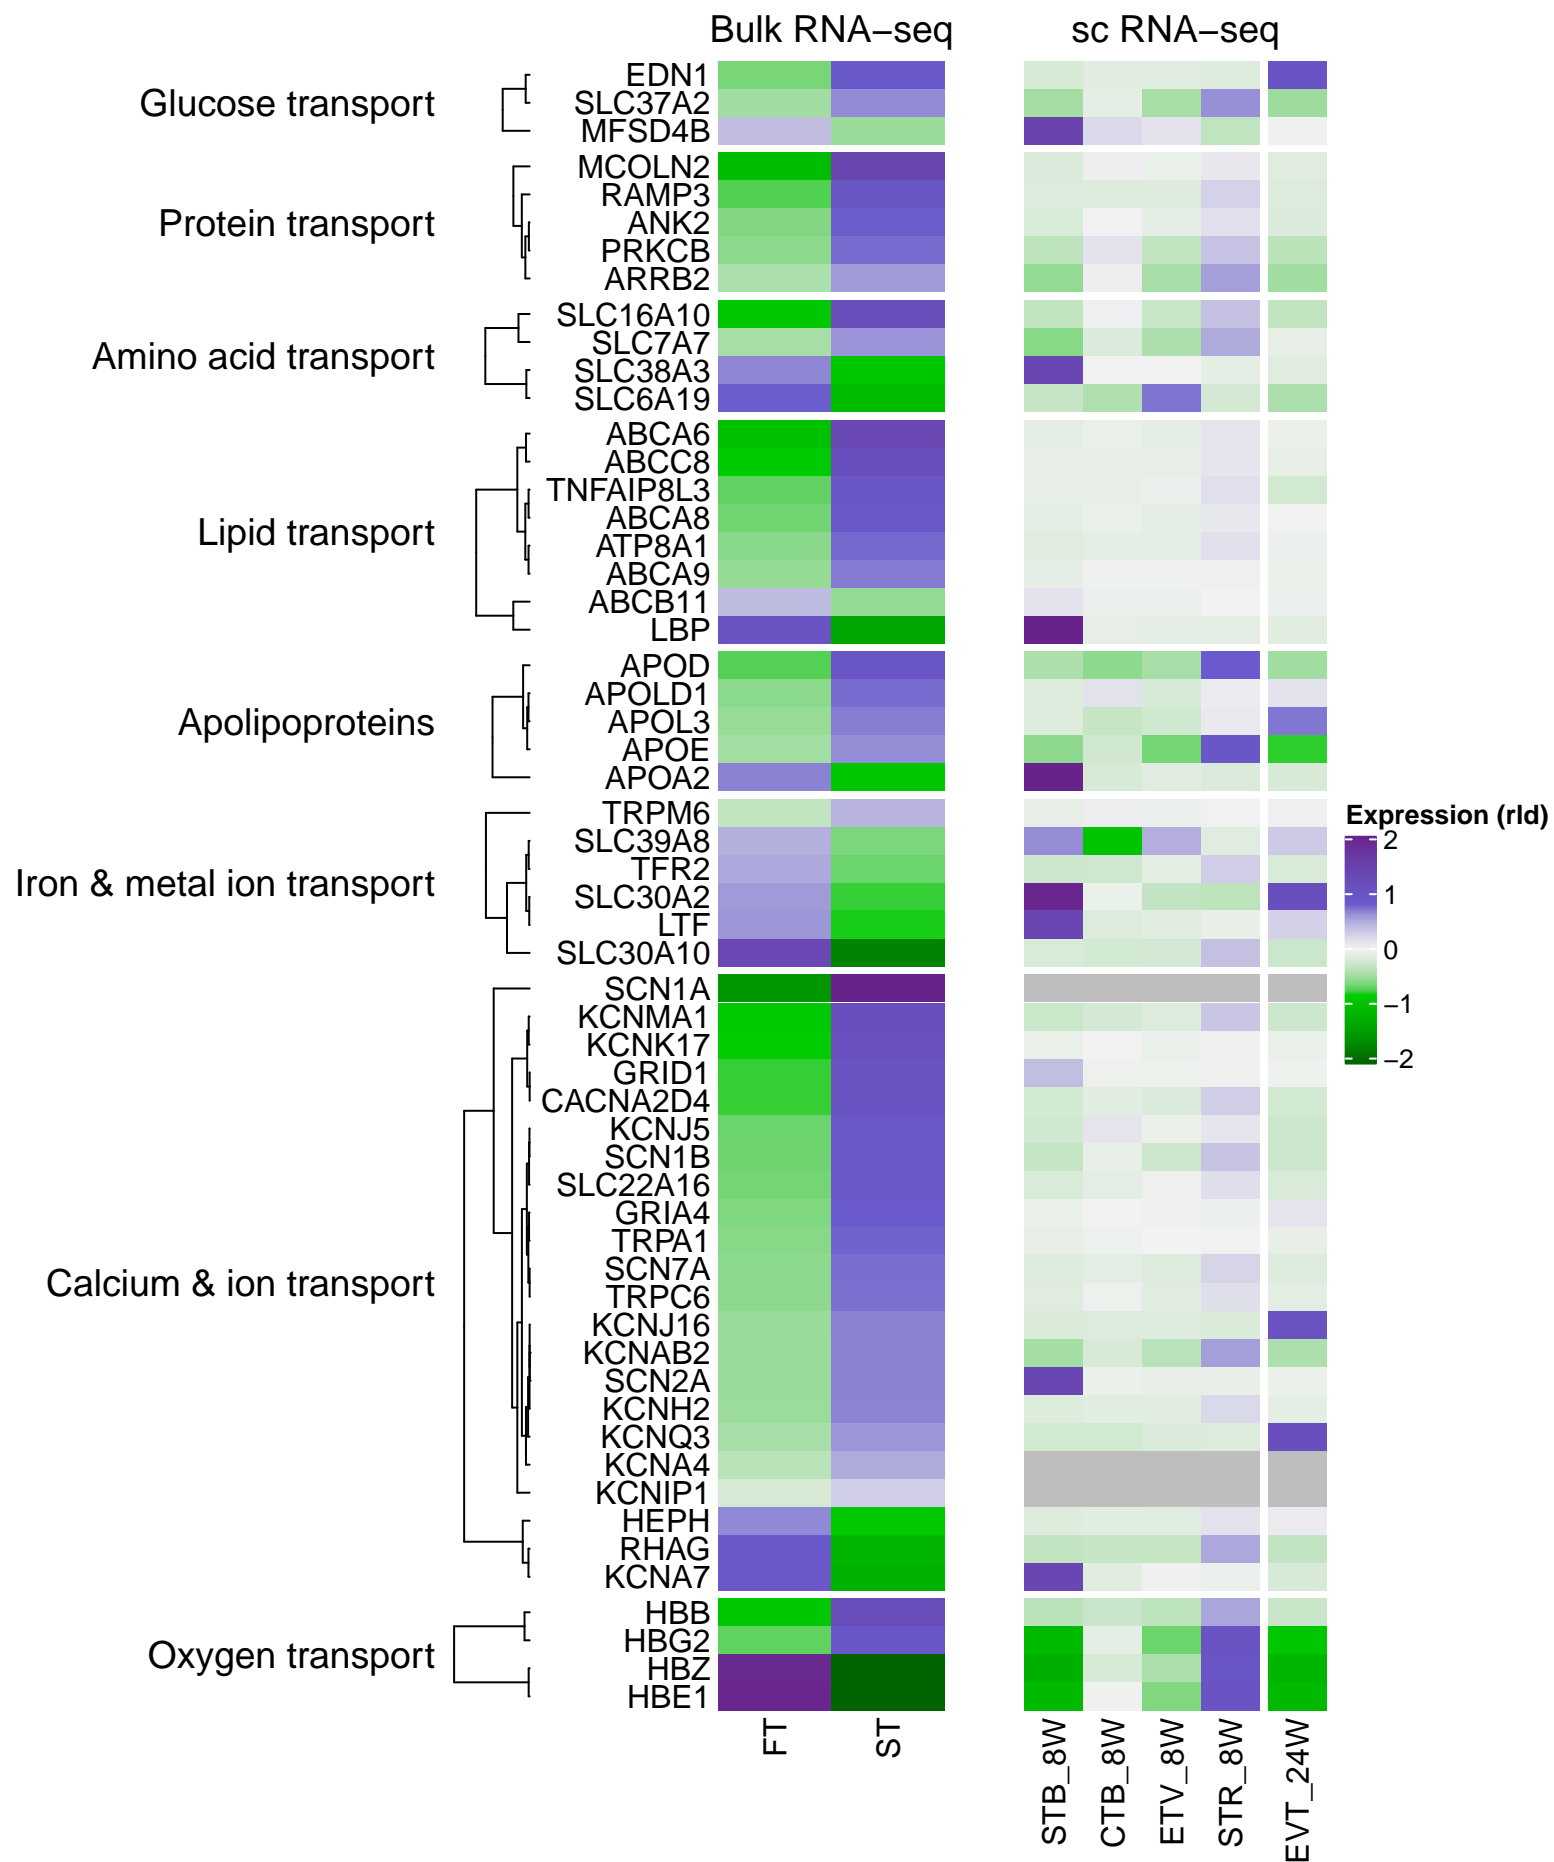 Bulk RNA−seq
sc RNA−seq
Glucose transport
EDN1
SLC37A2
MFSD4B
Protein transport
MCOLN2
RAMP3
ANK2
PRKCB
ARRB2
Amino acid transport
SLC16A10
SLC7A7
SLC38A3
SLC6A19
Lipid transport
ABCA6
ABCC8
TNFAIP8L3
ABCA8
ATP8A1
ABCA9
ABCB11
LBP
Apolipoproteins
APOD
APOLD1
APOL3
APOE
APOA2
Iron & metal ion transport
TRPM6
SLC39A8
TFR2
SLC30A2
LTF
SLC30A10
Calcium & ion transport
SCN1A
KCNMA1
KCNK17
GRID1
CACNA2D4
KCNJ5
SCN1B
SLC22A16
GRIA4
TRPA1
SCN7A
TRPC6
KCNJ16
KCNAB2
SCN2A
KCNH2
KCNQ3
KCNA4
KCNIP1
HEPH
RHAG
KCNA7
Oxygen transport
HBB
HBG2
HBZ
HBE1
FT
ST
STB_8W
CTB_8W
ETV_8W
STR_8W
EVT_24W
Expression (rld)
2
1
0
−1
−2